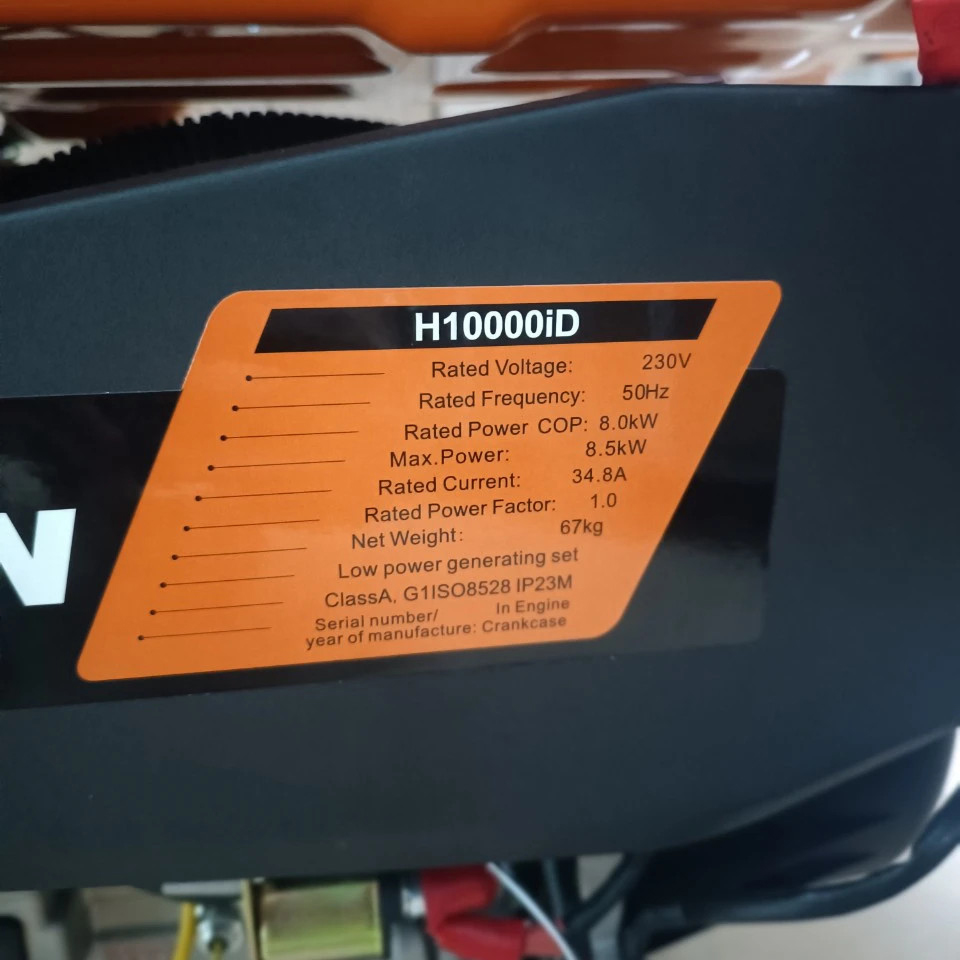 H10000iD
Rated Voltage: 230V
Rated Frequency: 50Hz
Rated Power COP: 8.0kW
Max.Power: 8.5kW
Rated Current: 34.8A
Rated Power Factor: 1.0
Net Weight: 67kg
Low power generating set
ClassA, G1ISO8528 IP23M
Serial number/ In Engine
year of manufacture: Crankcase
N